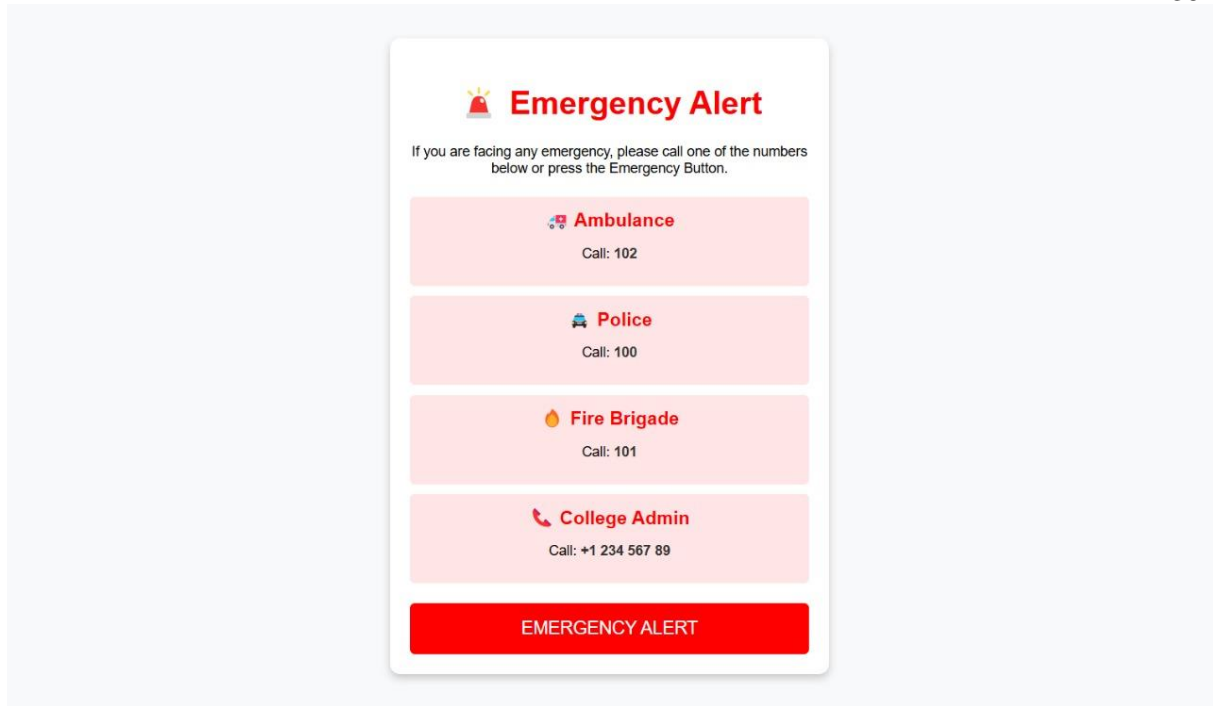 Emergency Alert
If you are facing any emergency, please call one of the numbers
below or press the Emergency Button.
Ambulance
Call: 102
Police
Call: 100
Fire Brigade
Call: 101
College Admin
Call: +1 234 567 89
EMERGENCY ALERT